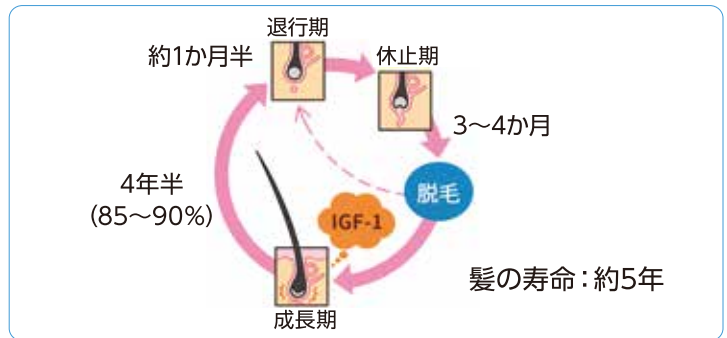 退行期
約1か月半
休止期
3～4か月
4年半
(85～90%)
脱毛
IGF-1
髪の寿命：約5年
成長期